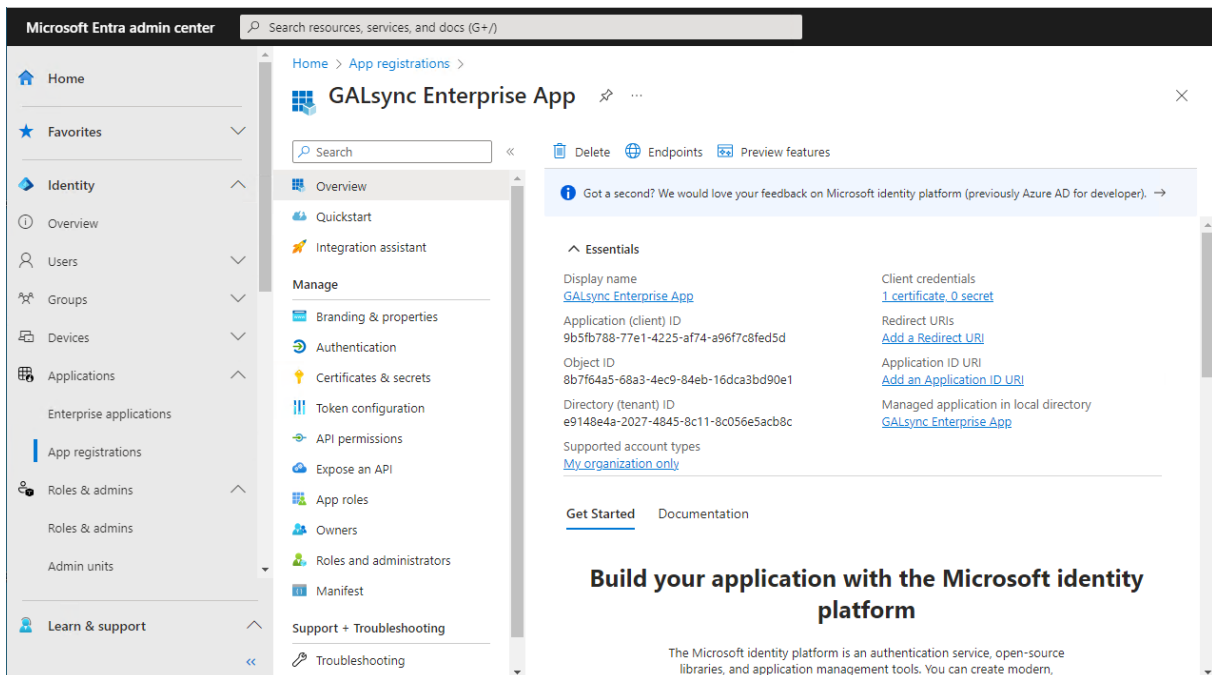 Microsoft Entra admin center
Search resources, services, and docs (G+/)
Home
Favorites
Identity
Overview
Users
Groups
Devices
Applications
Enterprise applications
App registrations
Roles & admins
Roles & admins
Admin units
Learn & support
Home > App registrations >
GALsync Enterprise App
Search
Overview
Quickstart
Integration assistant
Manage
Branding & properties
Authentication
Certificates & secrets
Token configuration
API permissions
Expose an API
App roles
Owners
Roles and administrators
Manifest
Support + Troubleshooting
Troubleshooting
Delete Endpoints Preview features
Got a second? We would love your feedback on Microsoft identity platform (previously Azure AD for developer). →
Essentials
Display name
GALsync Enterprise App
Application (client) ID
9b5fb788-77e1-4225-af74-a96f7c8fed5d
Object ID
8b7f64a5-68a3-4ec9-84eb-16dca3bd90e1
Directory (tenant) ID
e9148e4a-2027-4845-8c11-8c056e5acb8c
Supported account types
My organization only
Client credentials
1 certificate, 0 secret
Redirect URIs
Add a Redirect URI
Application ID URI
Add an Application ID URI
Managed application in local directory
GALsync Enterprise App
Get Started Documentation
Build your application with the Microsoft identity
platform
The Microsoft identity platform is an authentication service, open-source
libraries, and application management tools. You can create modern,